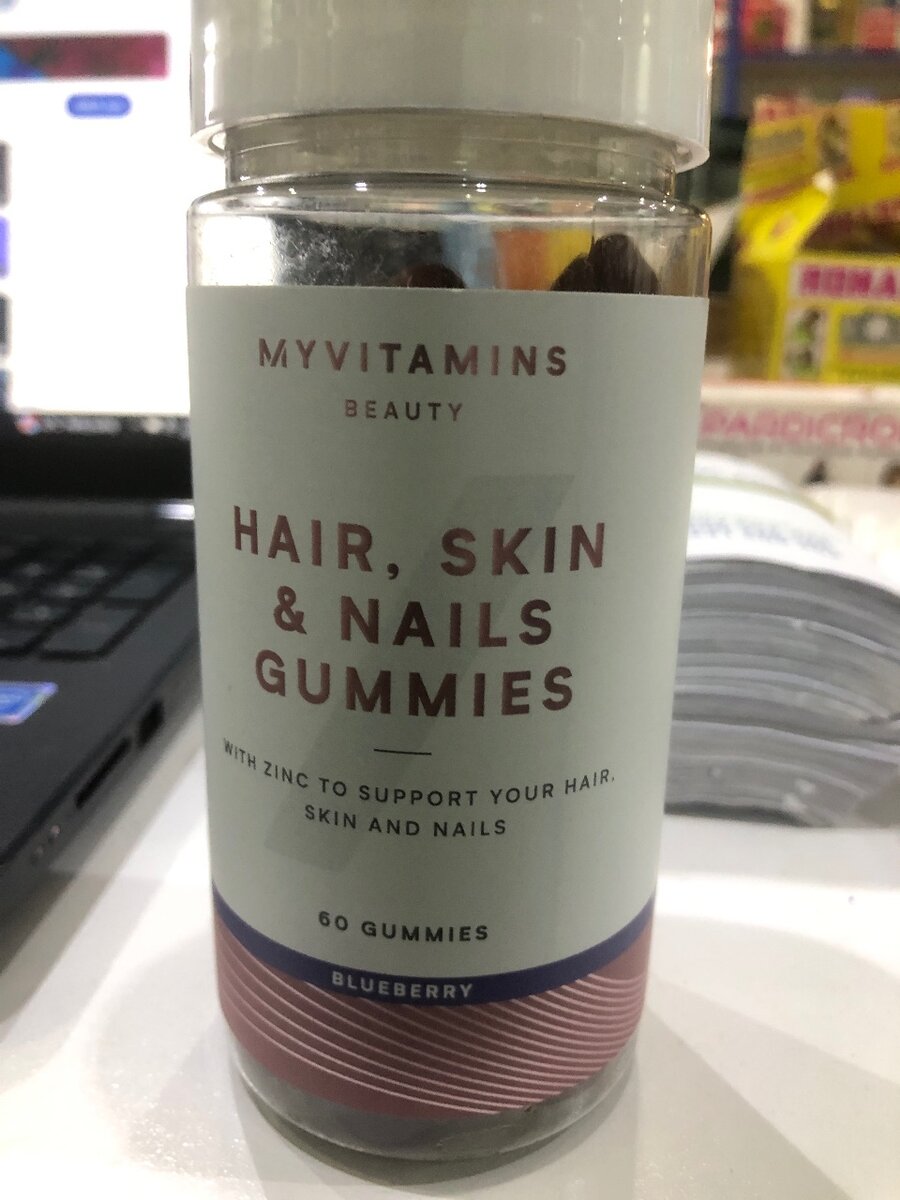 MYVITAMINS
BEAUTY
HAIR, SKIN
& NAILS
GUMMIES
WITH ZINC TO SUPPORT YOUR HAIR,
SKIN AND NAILS
60 GUMMIES
BLUEBERRY